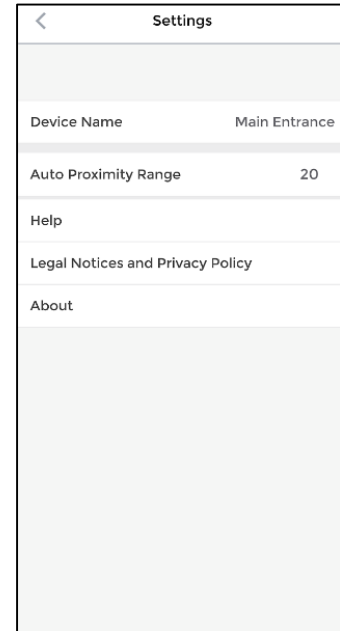 Settings
Device Name Main Entrance
Auto Proximity Range 20
Help
Legal Notices and Privacy Policy
About